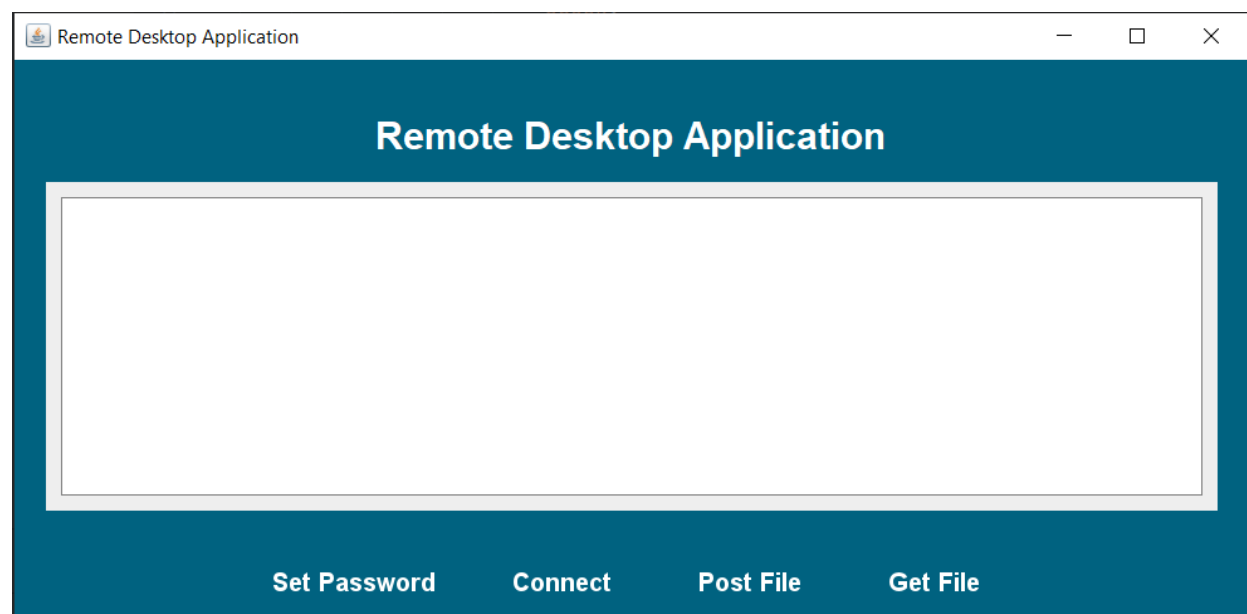 Remote Desktop Application
Remote Desktop Application
Set Password Connect Post File Get File